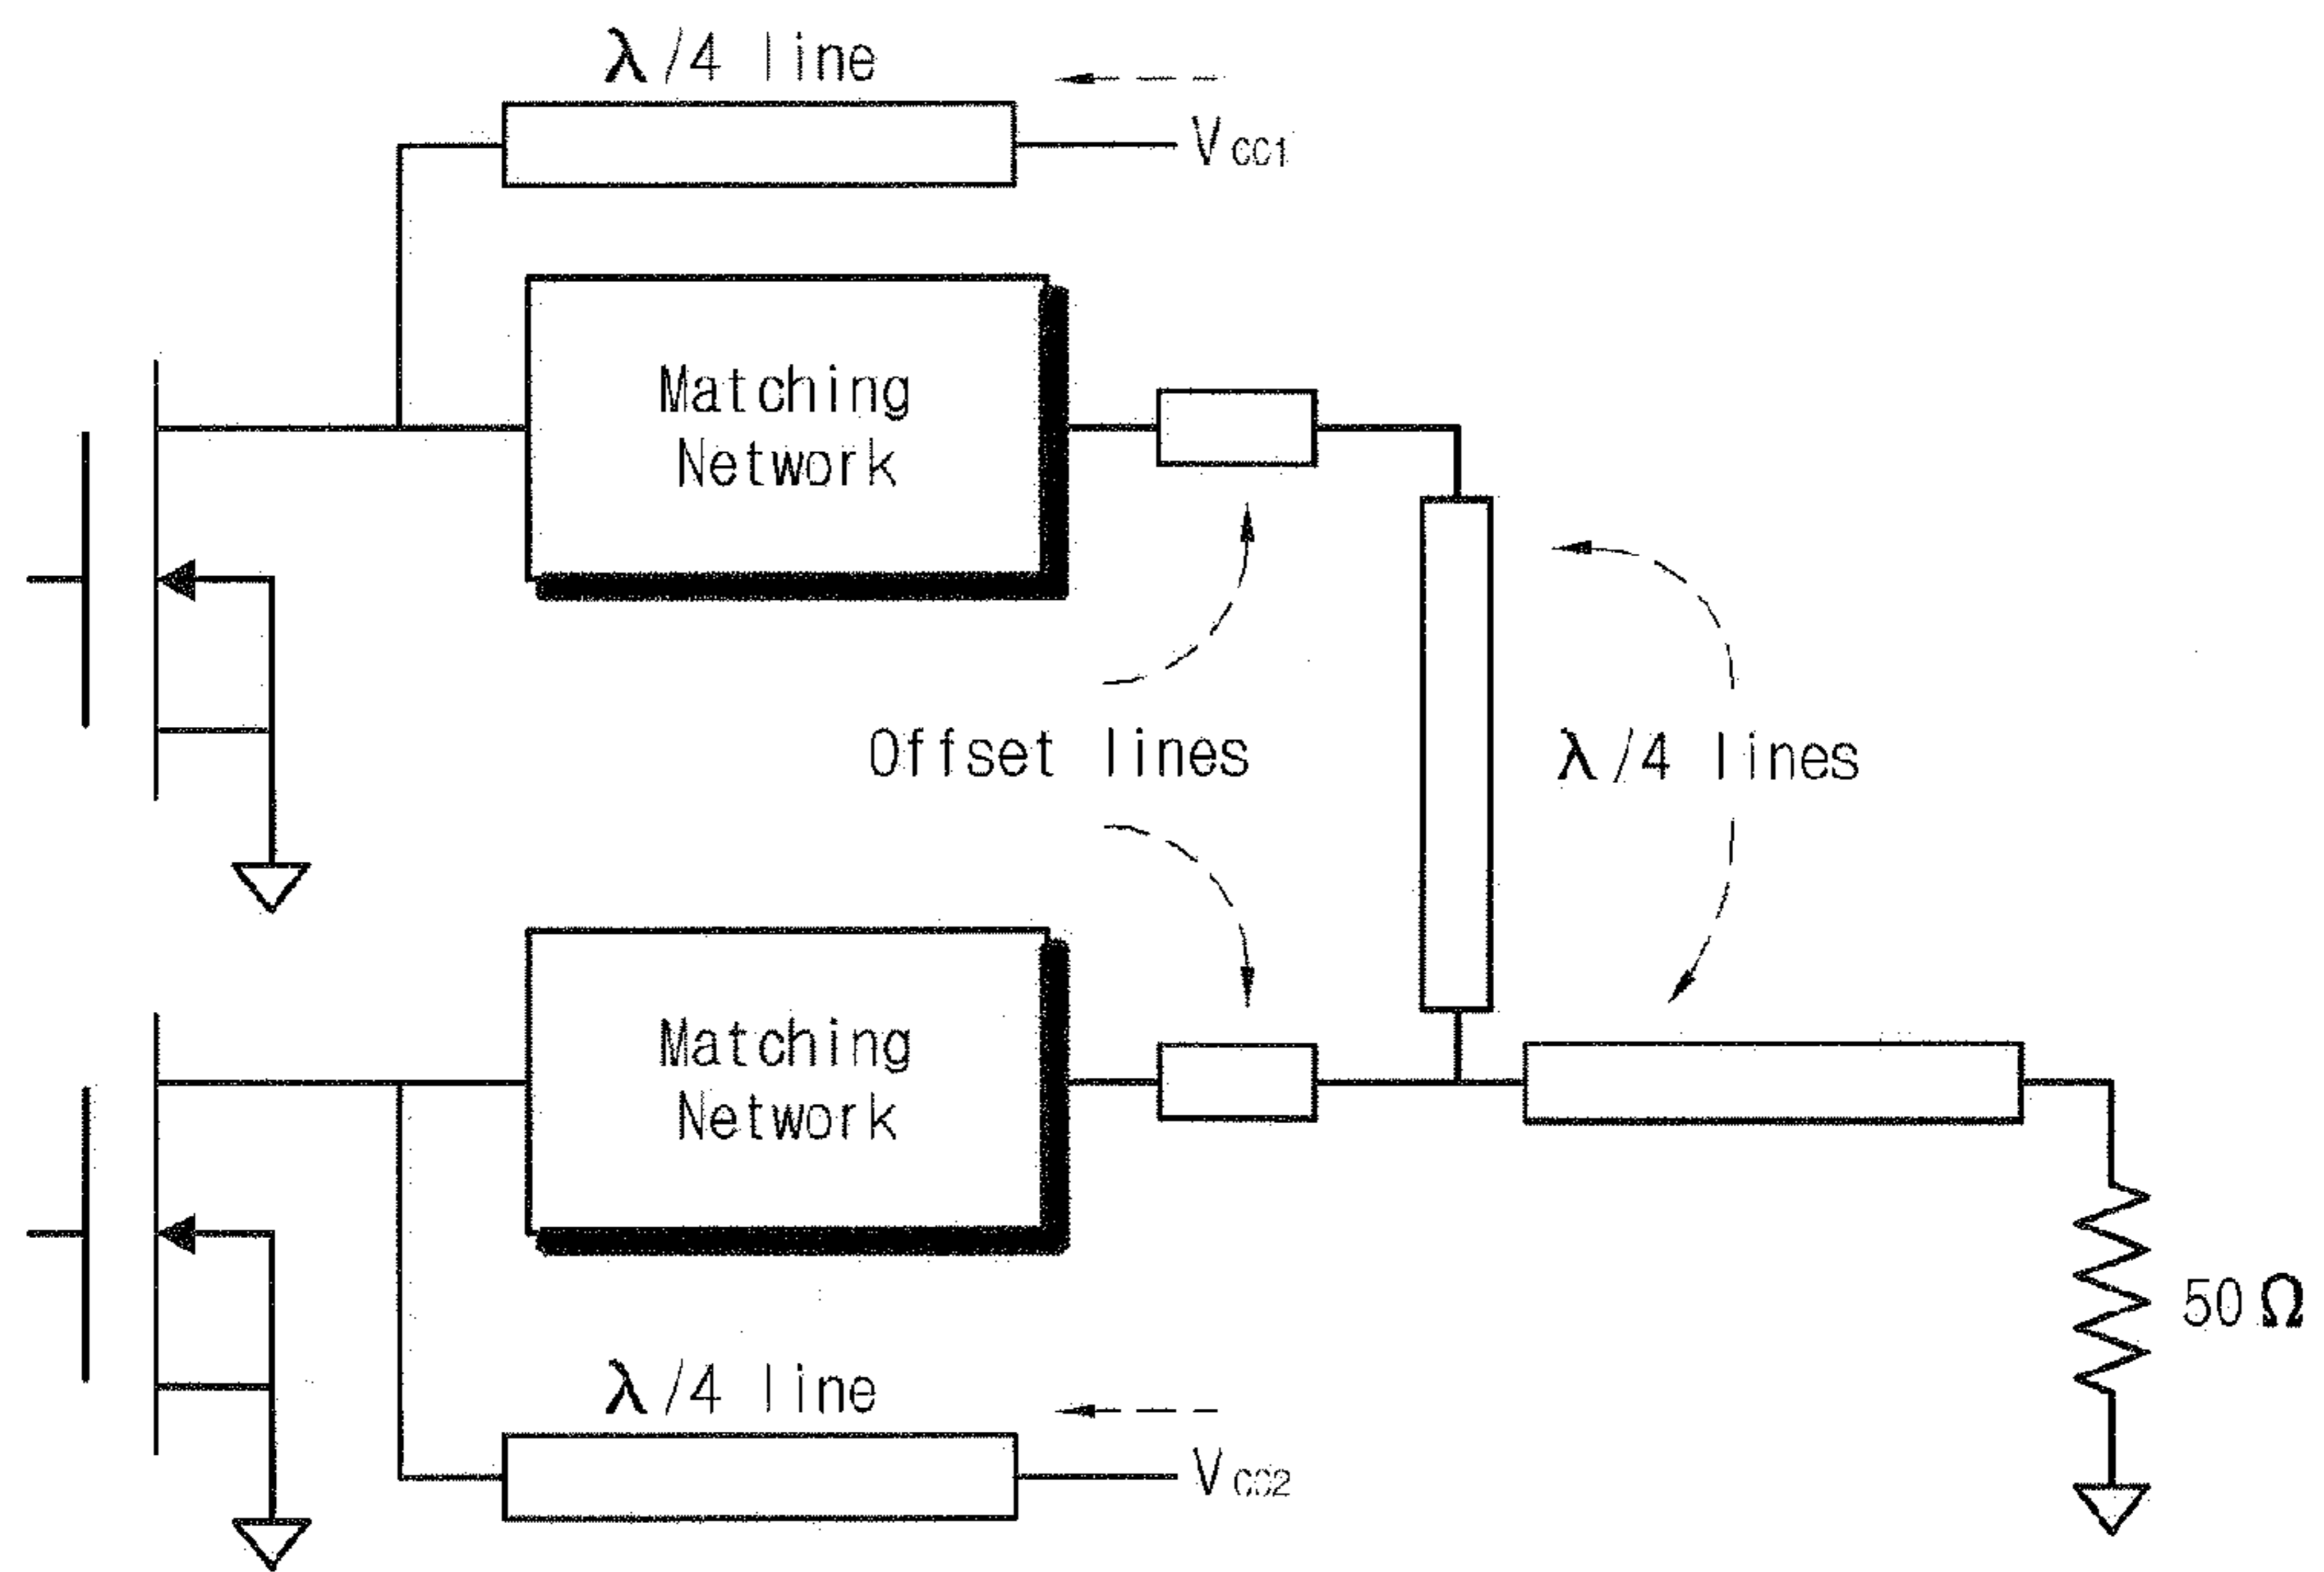 λ/4 line
VCC1
Matching
Network
Offset lines
λ/4 lines
Matching
Network
50Ω
λ/4 line
VCC2